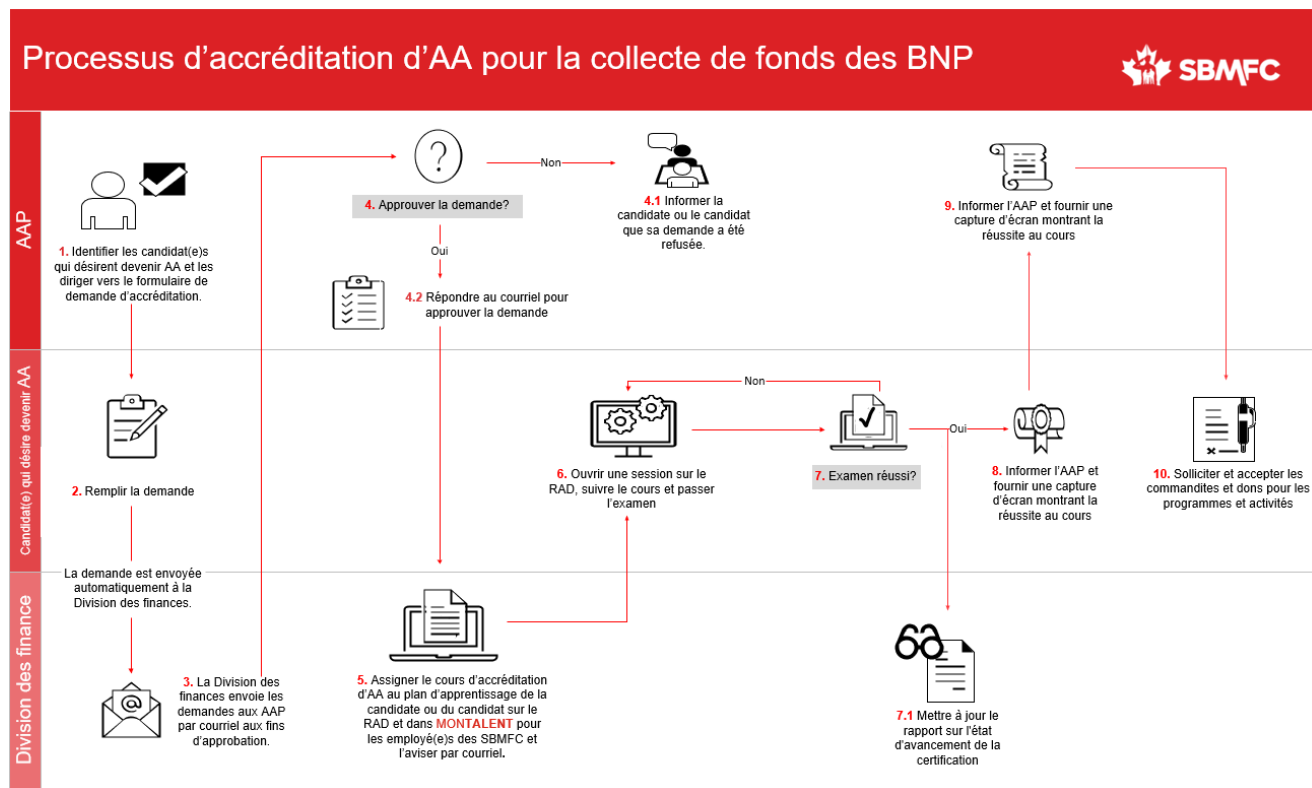 Processus d'accréditation d'AA pour la collecte de fonds des BNP
SBMFC
AAP
1. Identifier les candidat(e)s
qui désirent devenir AA et les
diriger vers le formulaire de
demande d'accréditation.
4. Approuver la demande?
Non
4.1 Informer la
candidate ou le candidat
que sa demande a été
refusée.
Oui
4.2 Répondre au courriel pour
approuver la demande
9. Informer l'AAP et fournir une
capture d'écran montrant la
réussite au cours
Candidat(e) qui désire devenir AA
2. Remplir la demande
La demande est envoyée
automatiquement à la
Division des finances.
6. Ouvrir une session sur le
RAD, suivre le cours et passer
l'examen
Non
7. Examen réussi?
Oui
8. Informer l'AAP et
fournir une capture
d'écran montrant la
réussite au cours
10. Solliciter et accepter les
commandites et dons pour les
programmes et activités
Division des finance
@
3. La Division des
finances envoie les
demandes aux AAP
par courriel aux fins
d'approbation.
5. Assigner le cours d'accréditation
d'AA au plan d'apprentissage de la
candidate ou du candidat sur le
RAD et dans MONTALENT pour
les employé(e)s des SBMFC et
l'aviser par courriel.
7.1 Mettre à jour le
rapport sur l'état
d'avancement de la
certification